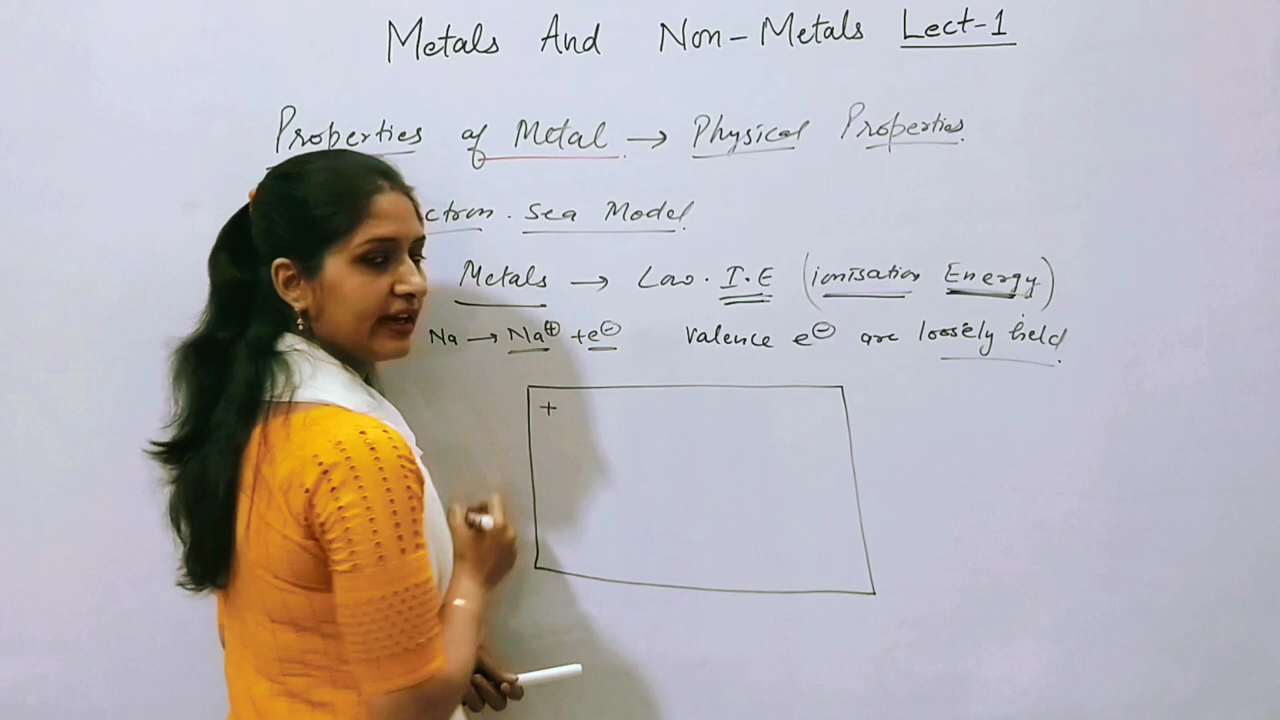 Metals And Non-Metals Lect-1
Properties of Metal → Physical Properties
ctron. Sea Model
Metals → Low. I.E (ionisation Energy)
Na → Na⊕ + e⊖ valence e⊖ are loosely held
+